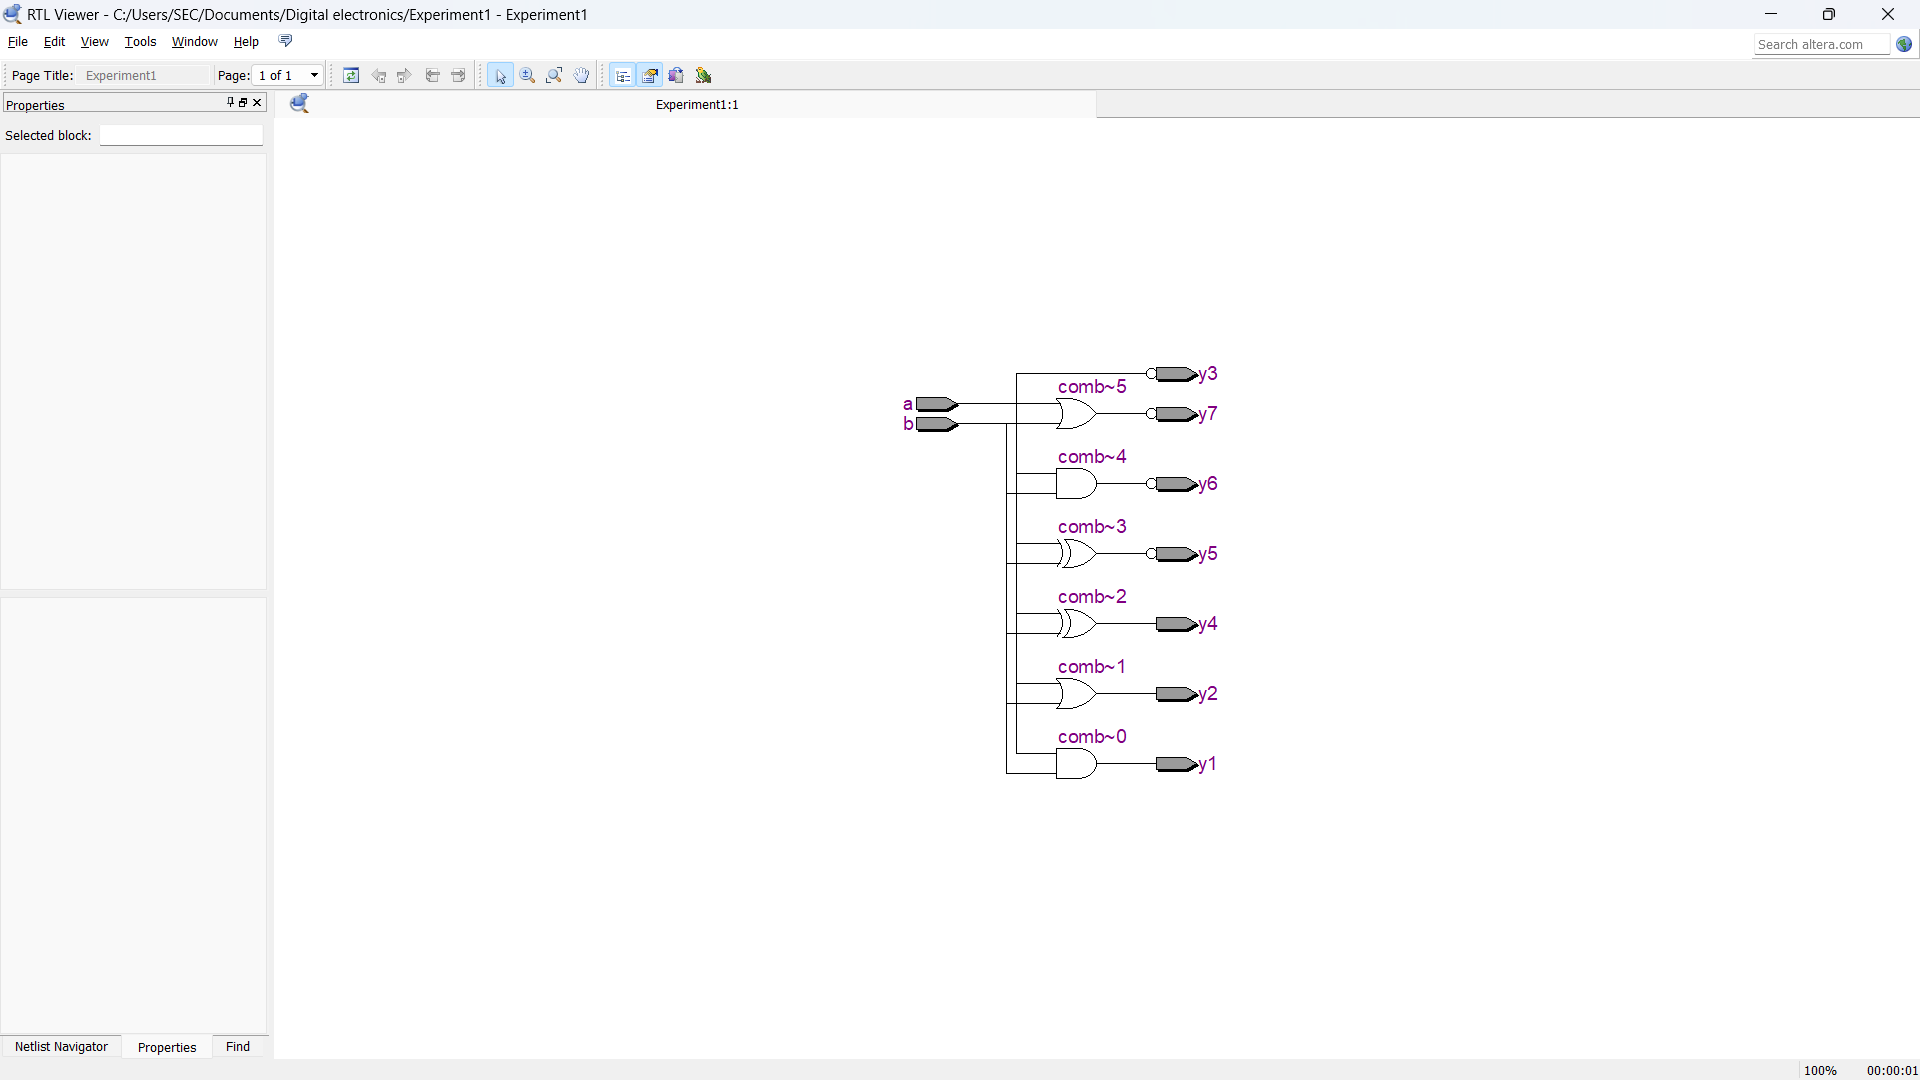 RTL Viewer - C:/Users/SEC/Documents/Digital electronics/Experiment1 - Experiment1
File Edit View Tools Window Help
Search altera.com
Page Title: Experiment1 Page: 1 of 1
Properties
Experiment1:1
Selected block:
y3
comb~5
a
y7
b
comb~4
y6
comb~3
y5
comb~2
y4
comb~1
y2
comb~0
y1
Netlist Navigator Properties Find
100% 00:00:01